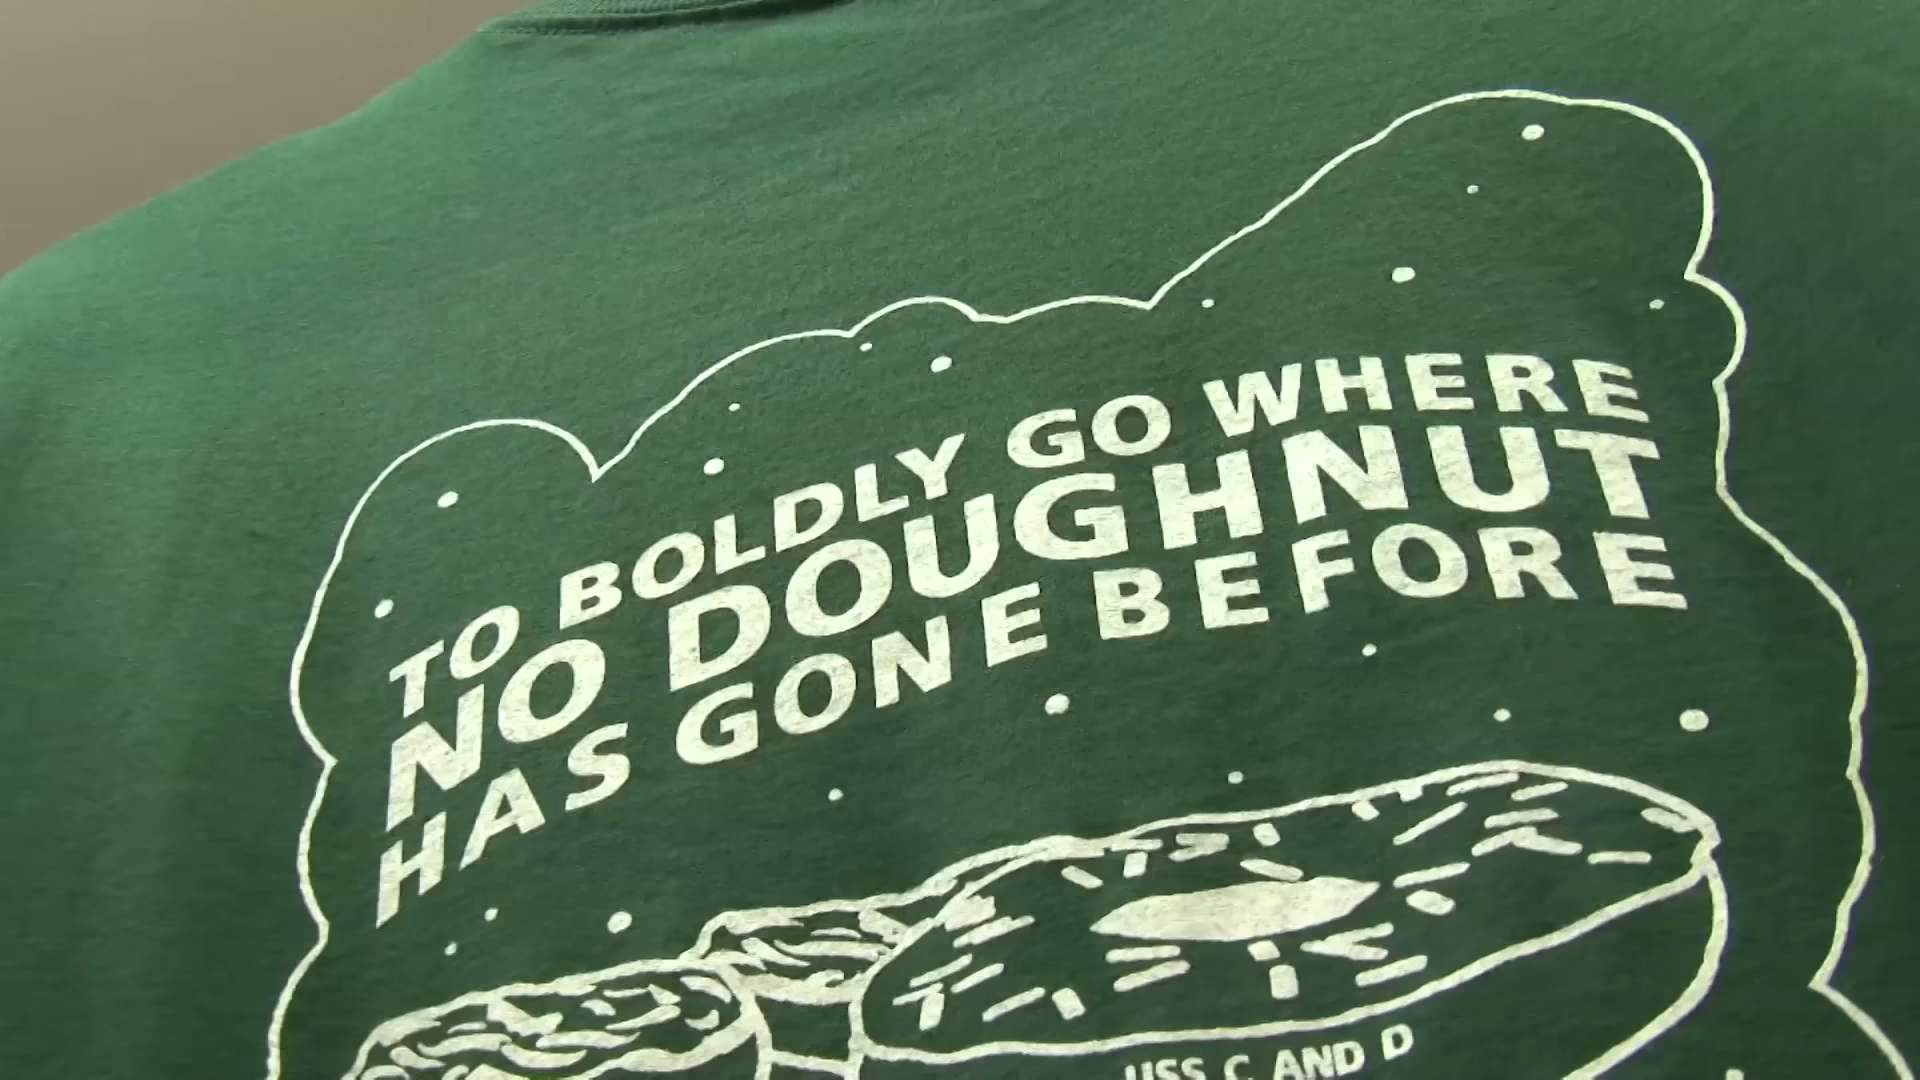 TO BOLDLY GO WHERE
NO DOUGHNUT
HAS GONE BEFORE
USS C AND D